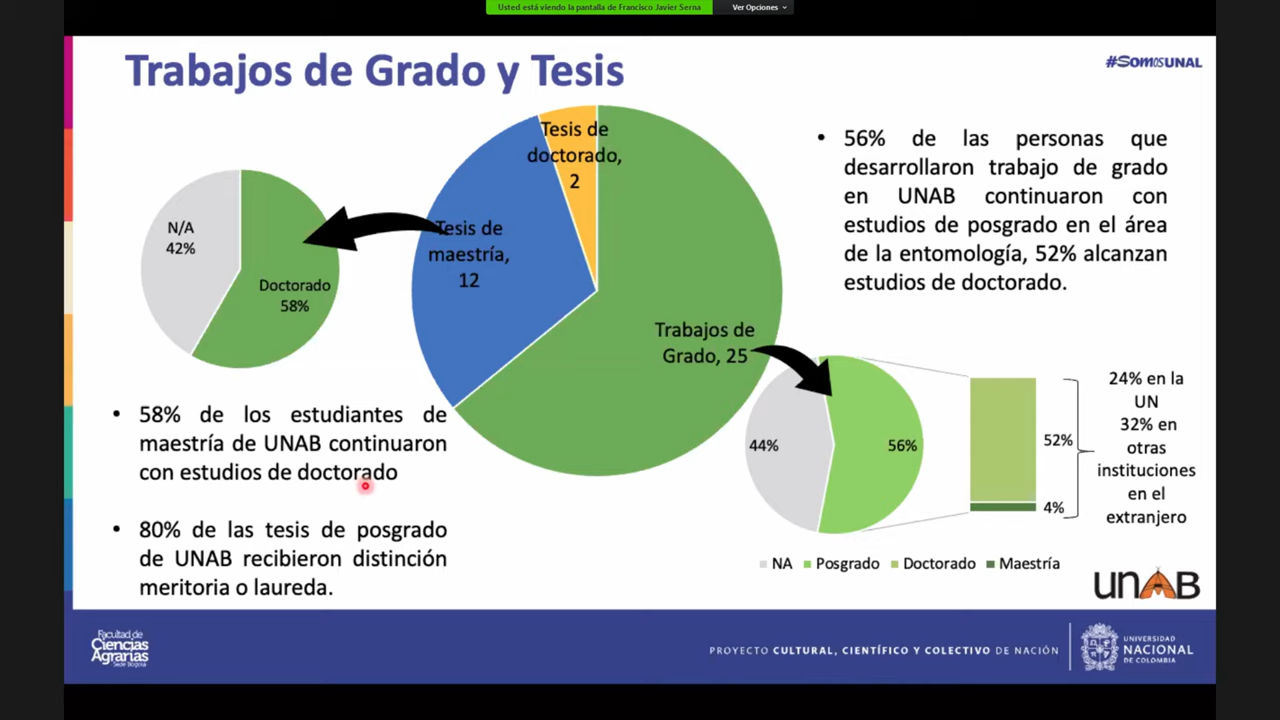 Usted está viendo la pantalla de Francisco Javier Serna
Ver Opciones
Trabajos de Grado y Tesis
#SomosUNAL
Tesis de
doctorado,
2
Tesis de
maestría,
12
Trabajos de
Grado, 25
N/A
42%
Doctorado
58%
• 56% de las personas que
desarrollaron trabajo de grado
en UNAB continuaron con
estudios de posgrado en el área
de la entomología, 52% alcanzan
estudios de doctorado.
• 58% de los estudiantes de
maestría de UNAB continuaron
con estudios de doctorado
• 80% de las tesis de posgrado
de UNAB recibieron distinción
meritoria o laureda.
44%
56%
52%
4%
24% en la
UN
32% en
otras
instituciones
en el
extranjero
NA Posgrado Doctorado Maestría
UNAB
Facultad de
Ciencias
Agrarias
Sede Bogotá
PROYECTO CULTURAL, CIENTÍFICO Y COLECTIVO DE NACIÓN
UNIVERSIDAD
NACIONAL
DE COLOMBIA